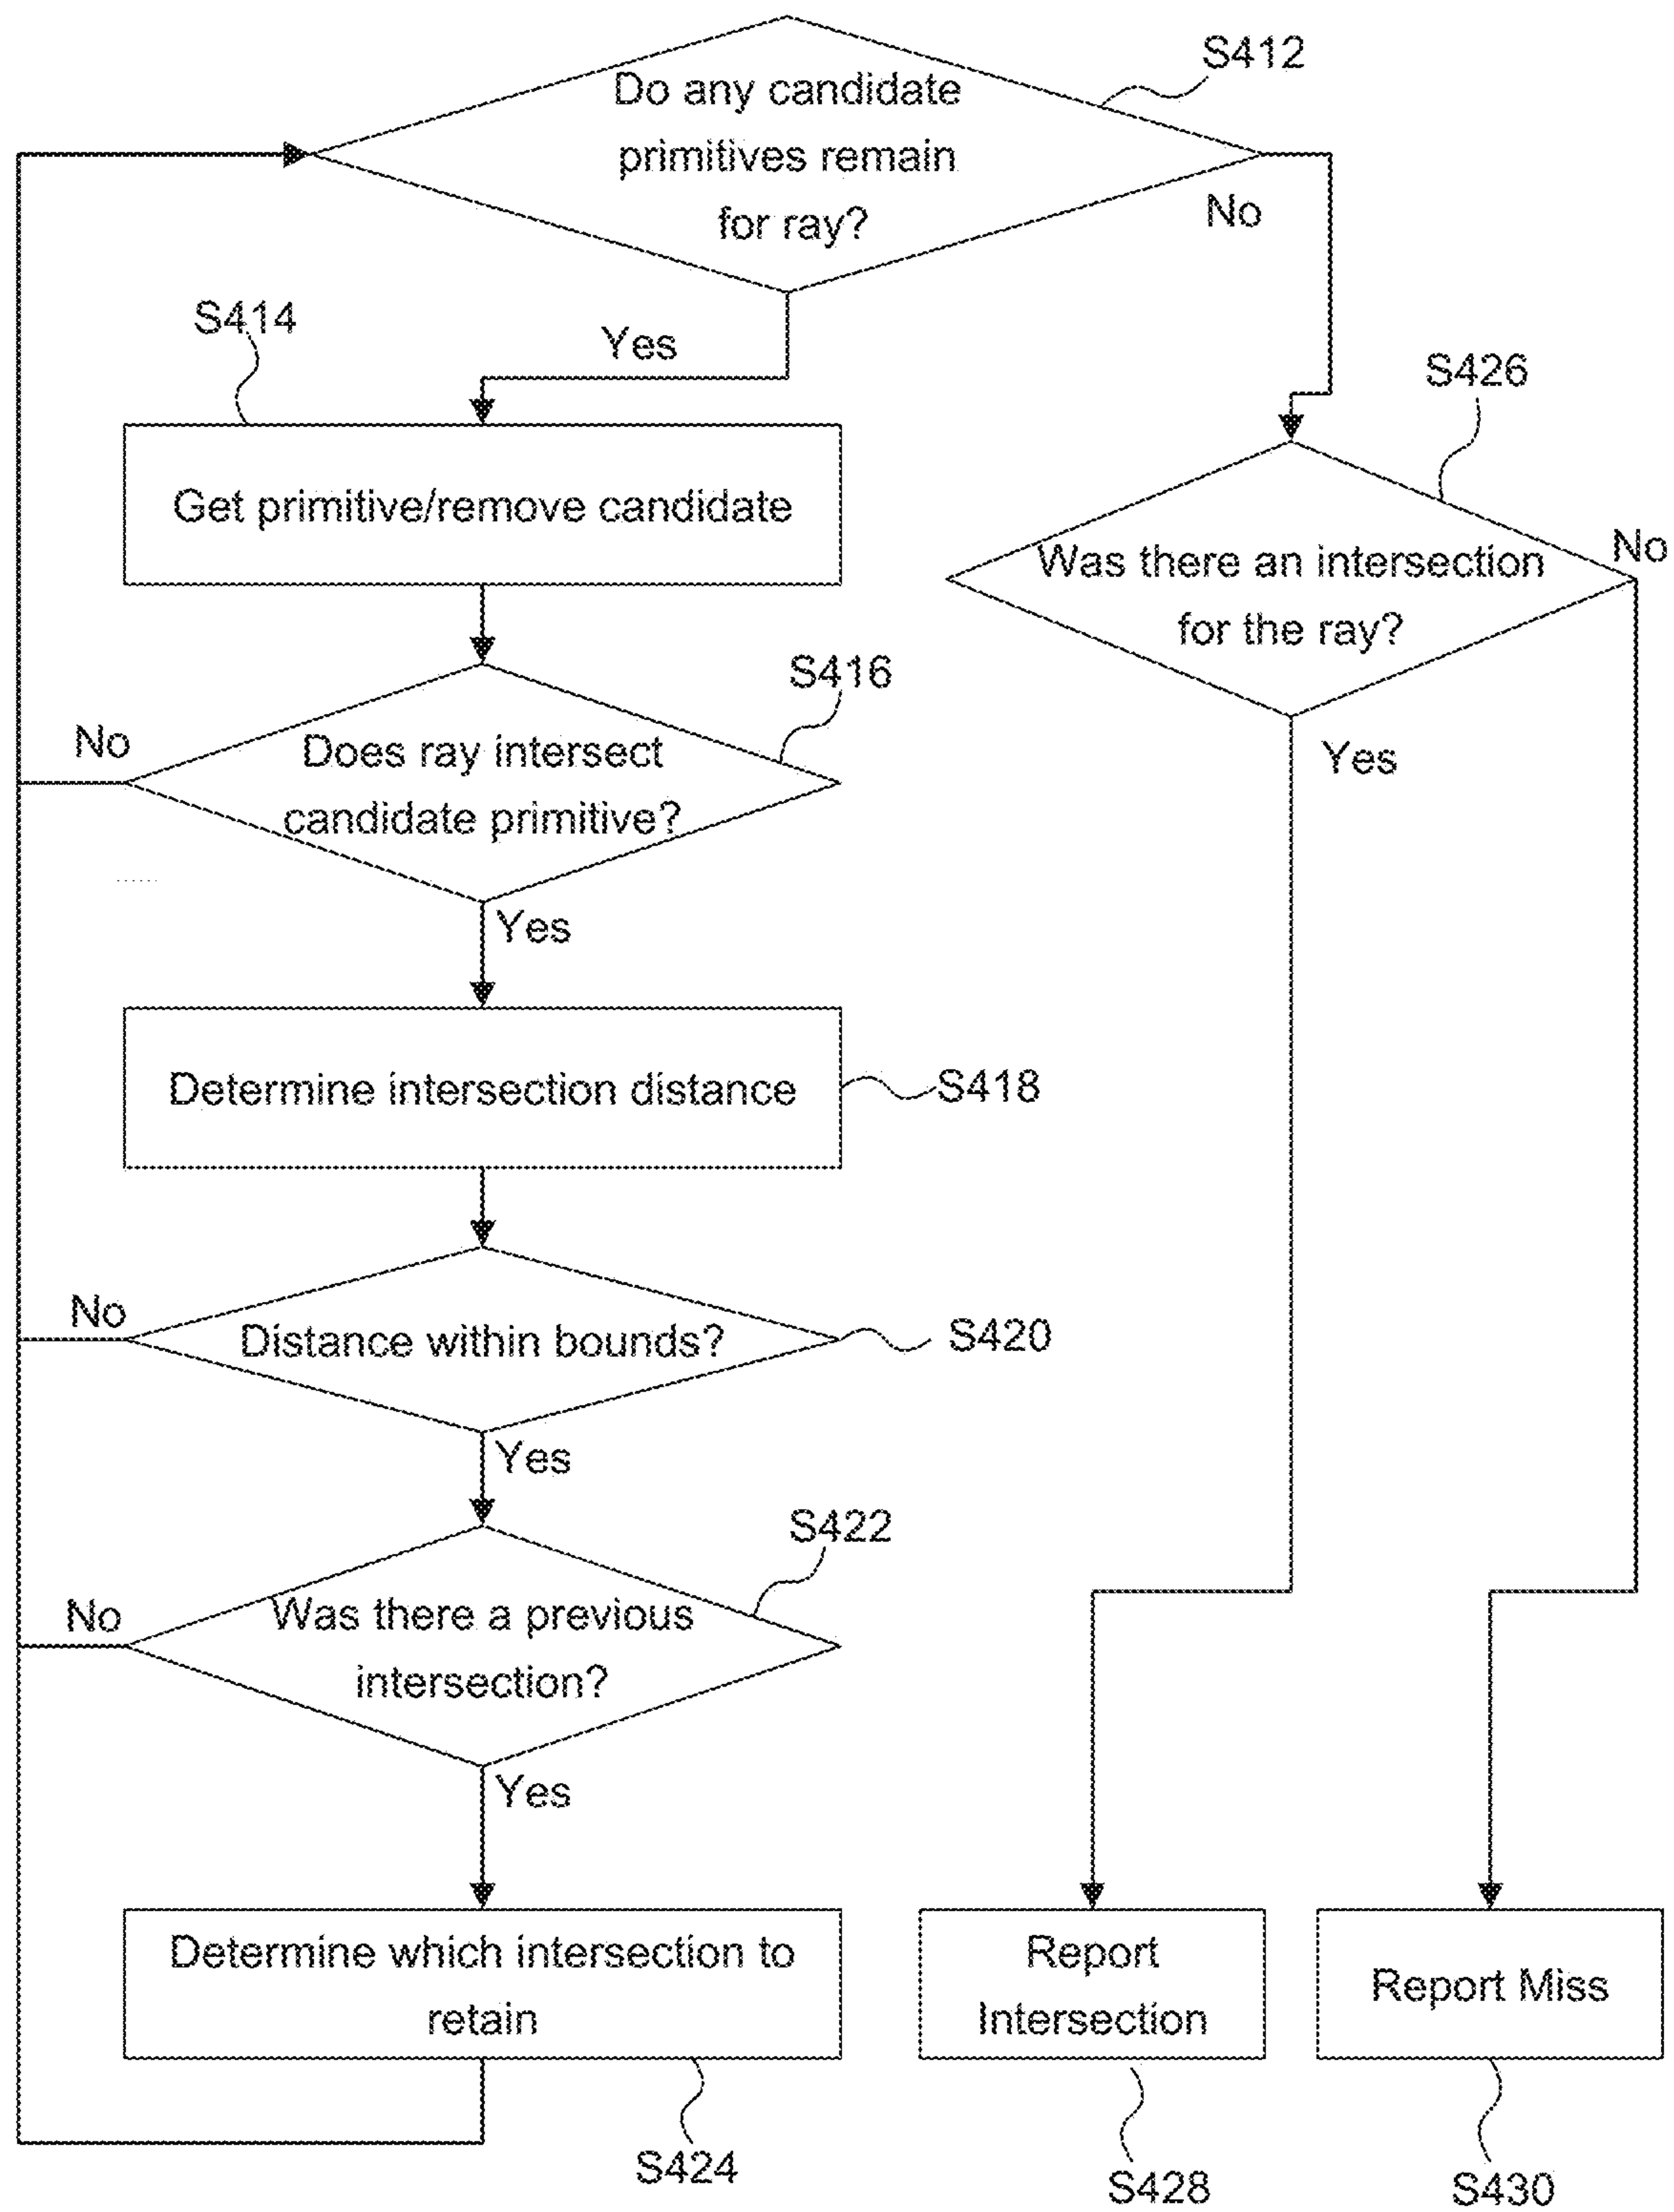 S412
Do any candidate
primitives remain
for ray?
No
S414
Yes
S426
Get primitive/remove candidate
Was there an intersection
for the ray?
No
S416
No
Does ray intersect
candidate primitive?
Yes
Yes
Determine intersection distance
S418
No
Distance within bounds?
S420
Yes
S422
No
Was there a previous
intersection?
Yes
Determine which intersection to
retain
Report
Intersection
Report Miss
S424
S428
S430